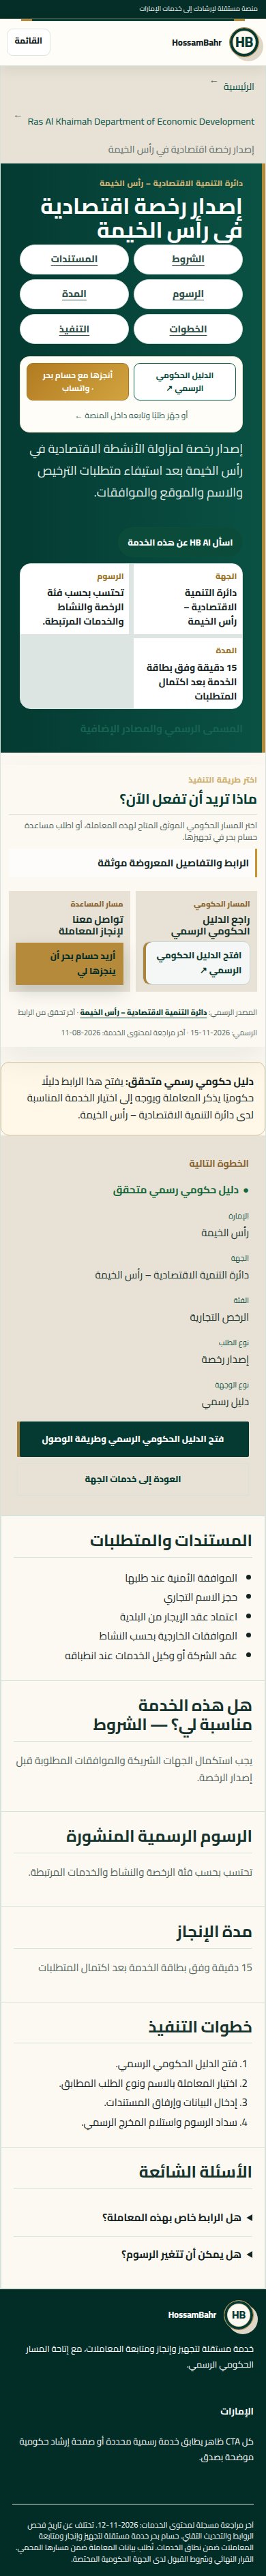 منصة مستقلة لإرشادك إلى خدمات الإمارات
HB HossamBahr
القائمة
الرئيسية ←
Ras Al Khaimah Department of Economic Development ←
إصدار رخصة اقتصادية في رأس الخيمة
دائرة التنمية الاقتصادية – رأس الخيمة
إصدار رخصة اقتصادية
في رأس الخيمة
الشروط
المستندات
الرسوم
المدة
الخطوات
التنفيذ
الدليل الحكومي
الرسمي ↗
أنجزها مع حسام بحر
· واتساب
أو جهّز طلبًا وتابعه داخل المنصة ←
إصدار رخصة لمزاولة الأنشطة الاقتصادية في
رأس الخيمة بعد استيفاء متطلبات الترخيص
والاسم والموقع والموافقات.
اسأل HB AI عن هذه الخدمة
الجهة
دائرة التنمية
الاقتصادية –
رأس الخيمة
الرسوم
تحتسب بحسب فئة
الرخصة والنشاط
والخدمات المرتبطة.
المدة
15 دقيقة وفق بطاقة
الخدمة بعد اكتمال
المتطلبات
المسمى الرسمي والمصادر الإضافية
اختر طريقة التنفيذ
ماذا تريد أن تفعل الآن؟
اختر المسار الحكومي الموثق المتاح لهذه المعاملة، أو اطلب مساعدة
حسام بحر في تجهيزها.
الرابط والتفاصيل المعروضة موثقة
المسار الحكومي
راجع الدليل
الحكومي الرسمي
افتح الدليل الحكومي
الرسمي ↗
مسار المساعدة
تواصل معنا
لإنجاز المعاملة
أريد حسام بحر أن
ينجزها لي
المصدر الرسمي: دائرة التنمية الاقتصادية – رأس الخيمة · آخر تحقق من الرابط
الرسمي: 2026-11-15 · آخر مراجعة لمحتوى الخدمة: 2026-08-11
دليل حكومي رسمي متحقق: يفتح هذا الرابط دليلًا
حكوميًا يذكر المعاملة ويوجه إلى اختيار الخدمة المناسبة
لدى دائرة التنمية الاقتصادية – رأس الخيمة.
الخطوة التالية
● دليل حكومي رسمي متحقق
الإمارة
رأس الخيمة
الجهة
دائرة التنمية الاقتصادية – رأس الخيمة
الفئة
الرخص التجارية
نوع الطلب
إصدار رخصة
نوع الوجهة
دليل رسمي
فتح الدليل الحكومي الرسمي وطريقة الوصول
العودة إلى خدمات الجهة
المستندات والمتطلبات
• الموافقة الأمنية عند طلبها
• حجز الاسم التجاري
• اعتماد عقد الإيجار من البلدية
• الموافقات الخارجية بحسب النشاط
• عقد الشركة أو وكيل الخدمات عند انطباقه
هل هذه الخدمة
مناسبة لي؟ — الشروط
يجب استكمال الجهات الشريكة والموافقات المطلوبة قبل
إصدار الرخصة.
الرسوم الرسمية المنشورة
تحتسب بحسب فئة الرخصة والنشاط والخدمات المرتبطة.
مدة الإنجاز
15 دقيقة وفق بطاقة الخدمة بعد اكتمال المتطلبات
خطوات التنفيذ
1. فتح الدليل الحكومي الرسمي.
2. اختيار المعاملة بالاسم ونوع الطلب المطابق.
3. إدخال البيانات وإرفاق المستندات.
4. سداد الرسوم واستلام المخرج الرسمي.
الأسئلة الشائعة
◀ هل الرابط خاص بهذه المعاملة؟
◀ هل يمكن أن تتغير الرسوم؟
HB HossamBahr
خدمة مستقلة لتجهيز وإنجاز ومتابعة المعاملات، مع إتاحة المسار
الحكومي الرسمي.
الإمارات
كل CTA ظاهر يطابق خدمة رسمية محددة أو صفحة إرشاد حكومية
موضحة بصدق.
آخر مراجعة مسجلة لمحتوى الخدمات: 2026-11-12. تختلف عن تاريخ فحص
الروابط والتحديث التقني. حسام بحر خدمة مستقلة لتجهيز وإنجاز ومتابعة
المعاملات ضمن نطاق الخدمات. تُطلب بيانات المعاملة ضمن مسارها المحمي.
القرار النهائي وشروط القبول لدى الجهة الحكومية المختصة.